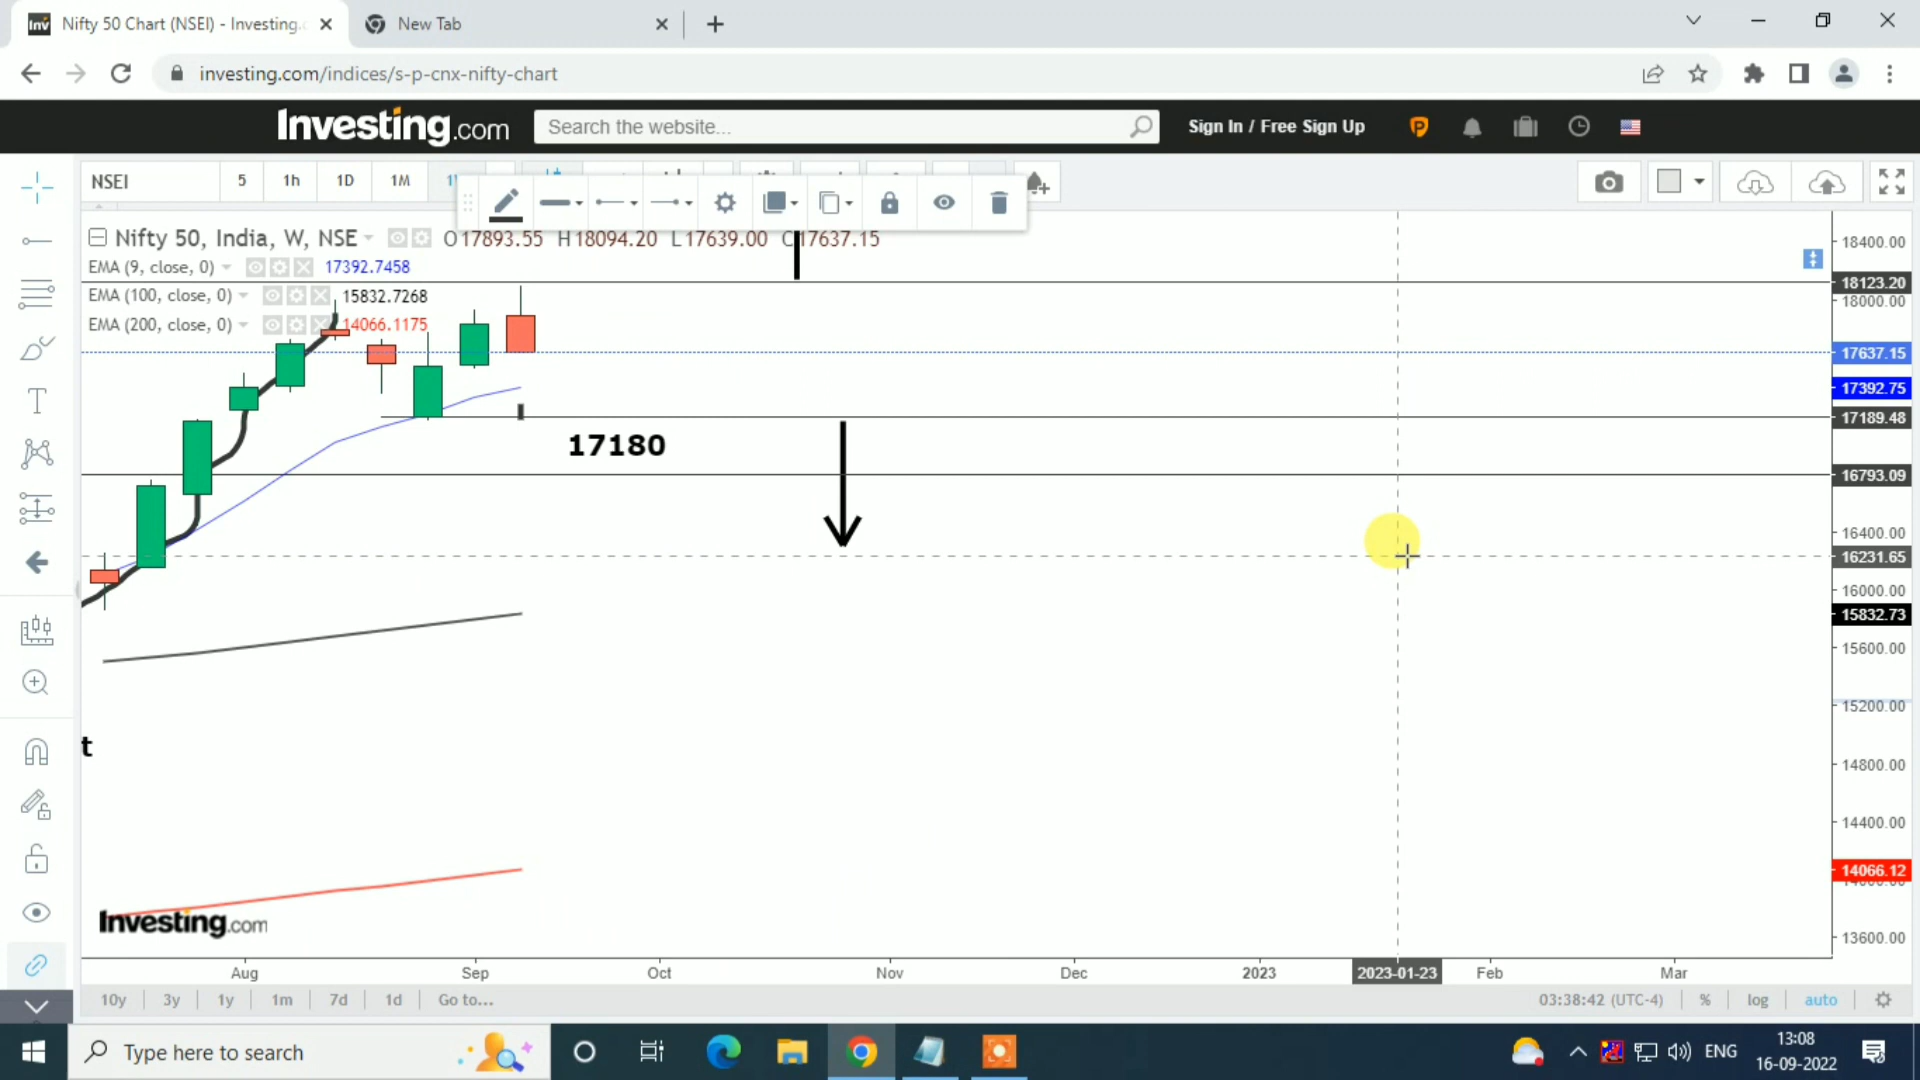 Nifty 50 Chart (NSEI) - Investing.c
New Tab
investing.com/indices/s-p-cnx-nifty-chart
Investing.com
Search the website...
Sign In / Free Sign Up
NSEI
5
1h
1D
1M
Nifty 50, India, W, NSE
O17893.55 H18094.20 L17639.00 C17637.15
EMA (9, close, 0)
17392.7458
EMA (100, close, 0)
15832.7268
EMA (200, close, 0)
14066.1175
17180
t
18400.00
18123.20
18000.00
17637.15
17392.75
17189.48
16793.09
16400.00
16231.65
16000.00
15832.73
15600.00
15200.00
14800.00
14400.00
14066.12
13600.00
Investing.com
Aug
Sep
Oct
Nov
Dec
2023
2023-01-23
Feb
Mar
10y
3y
1y
1m
7d
1d
Go to...
03:38:42 (UTC-4)
%
log
auto
Type here to search
ENG
13:08
16-09-2022